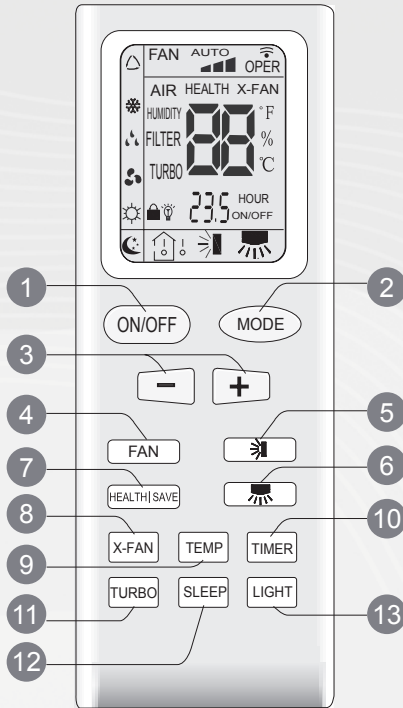 FAN AUTO OPER
AIR HEALTH X-FAN
HUMIDITY °F
FILTER 88 %
TURBO °C
23.5 HOUR
ON/OFF
1 2
ON/OFF MODE
3
- +
4 5
FAN
7 6
HEALTH|SAVE
8 10
X-FAN TEMP TIMER
9
TURBO SLEEP LIGHT
11 13
12